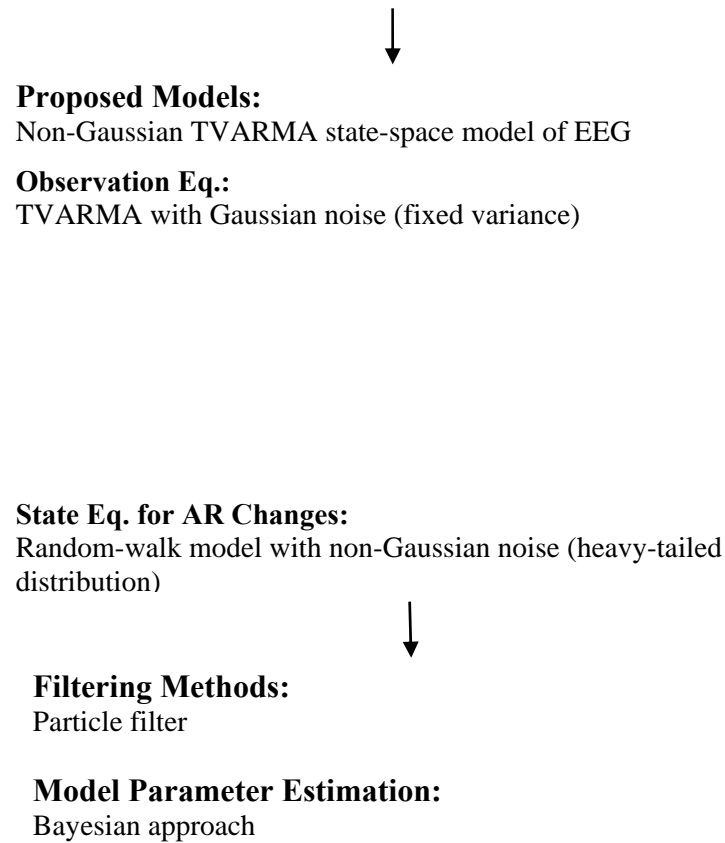 Proposed Models:
Non-Gaussian TVARMA state-space model of EEG
Observation Eq.:
TVARMA with Gaussian noise (fixed variance)
State Eq. for AR Changes:
Random-walk model with non-Gaussian noise (heavy-tailed
distribution)
Filtering Methods:
Particle filter
Model Parameter Estimation:
Bayesian approach